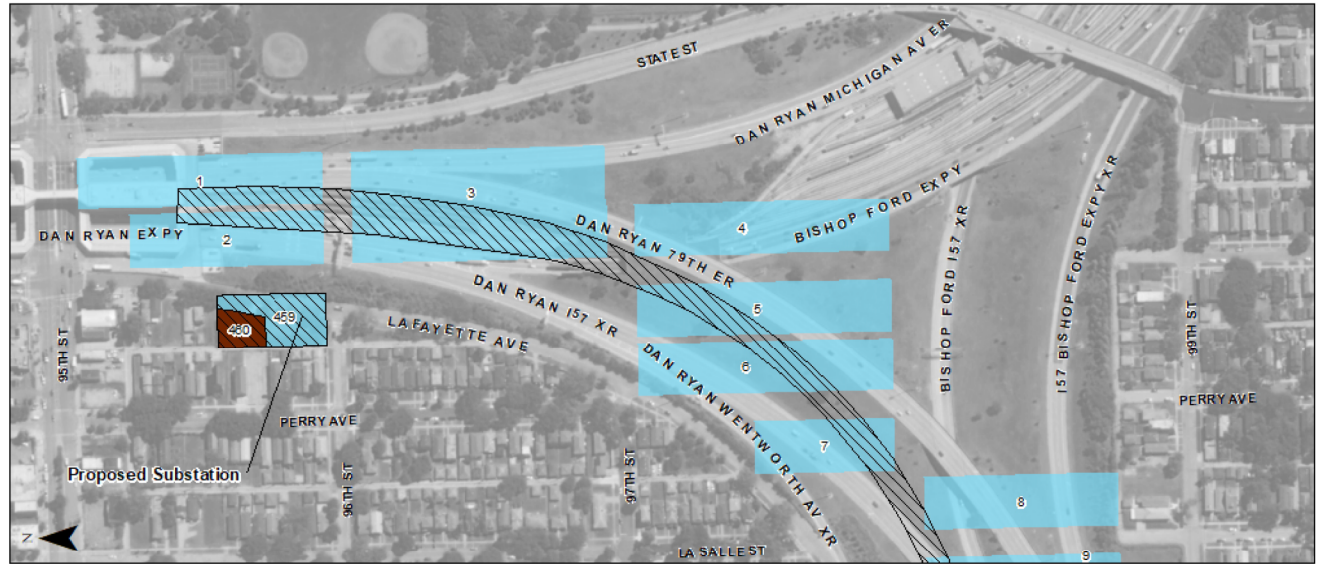 STATE ST
DAN RYAN MICHIGAN AV ER
1
3
DAN RYAN EXPY
2
DAN RYAN 79TH ER
4
BISHOP FORD EXPY
BISHOP FORD I57 XR
I57 BISHOP FORD EXPY XR
460
459
LAFAYETTE AVE
DAN RYAN I57 XR
5
6
95TH ST
99TH ST
PERRY AVE
PERRY AVE
DAN RYAN WENTWORTH AV XR
7
Proposed Substation
96TH ST
97TH ST
8
N
LA SALLE ST
9